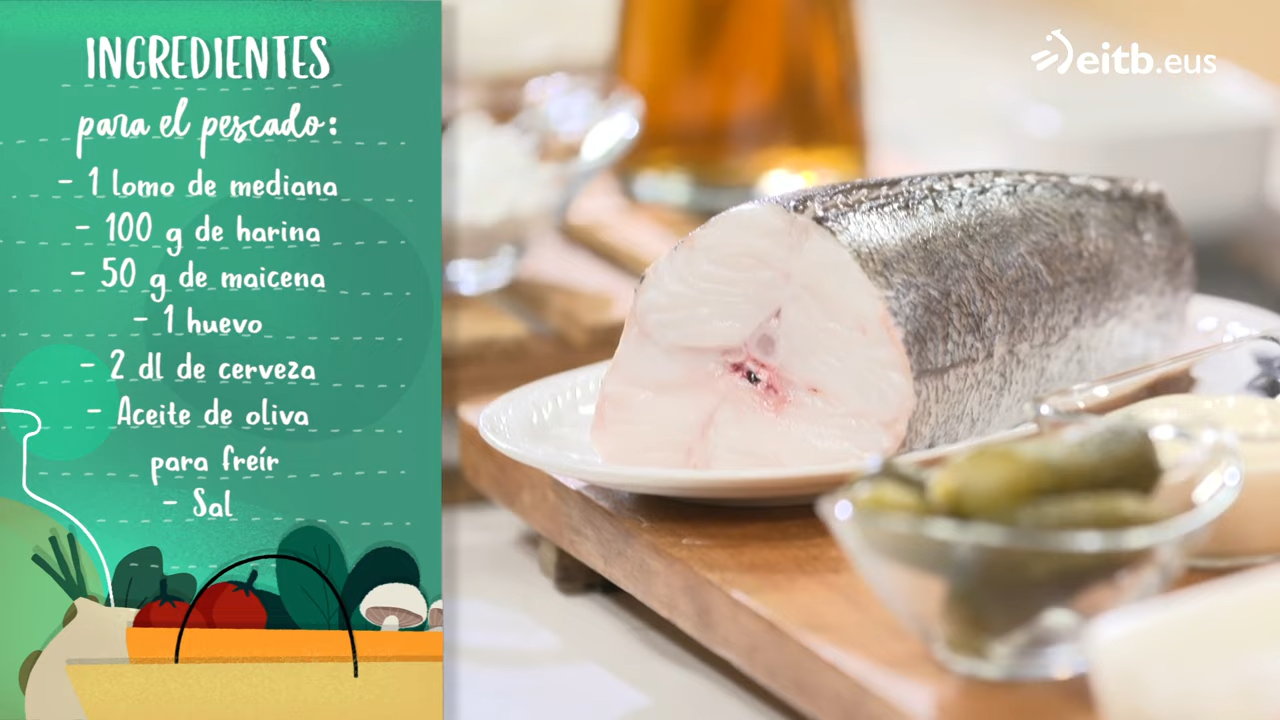 INGREDIENTES
para el pescado:
- 1 lomo de mediana
- 100 g de harina
- 50 g de maicena
- 1 huevo
- 2 dl de cerveza
- Aceite de oliva
para freír
- Sal
eitb.eus